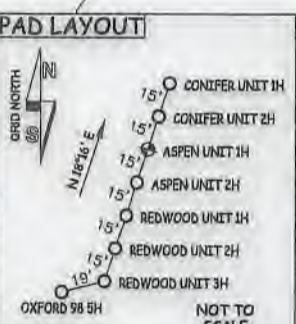 PAD LAYOUT
N
GRID NORTH
S
N 18°16' E
CONIFER UNIT 1H
15'
CONIFER UNIT 2H
15'
ASPEN UNIT 1H
15'
ASPEN UNIT 2H
15'
REDWOOD UNIT 1H
15'
REDWOOD UNIT 2H
15'
REDWOOD UNIT 3H
19'
OXFORD 98 5H
NOT TO
SCALE